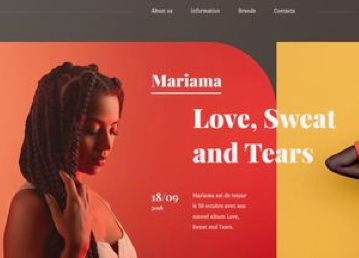 About us Information Brands Contacts
Mariama
Love, Sweat
and Tears
18/09
2018
Mariama est de retour
le 30 octobre avec son
nouvel album Love,
Sweat and Tears.